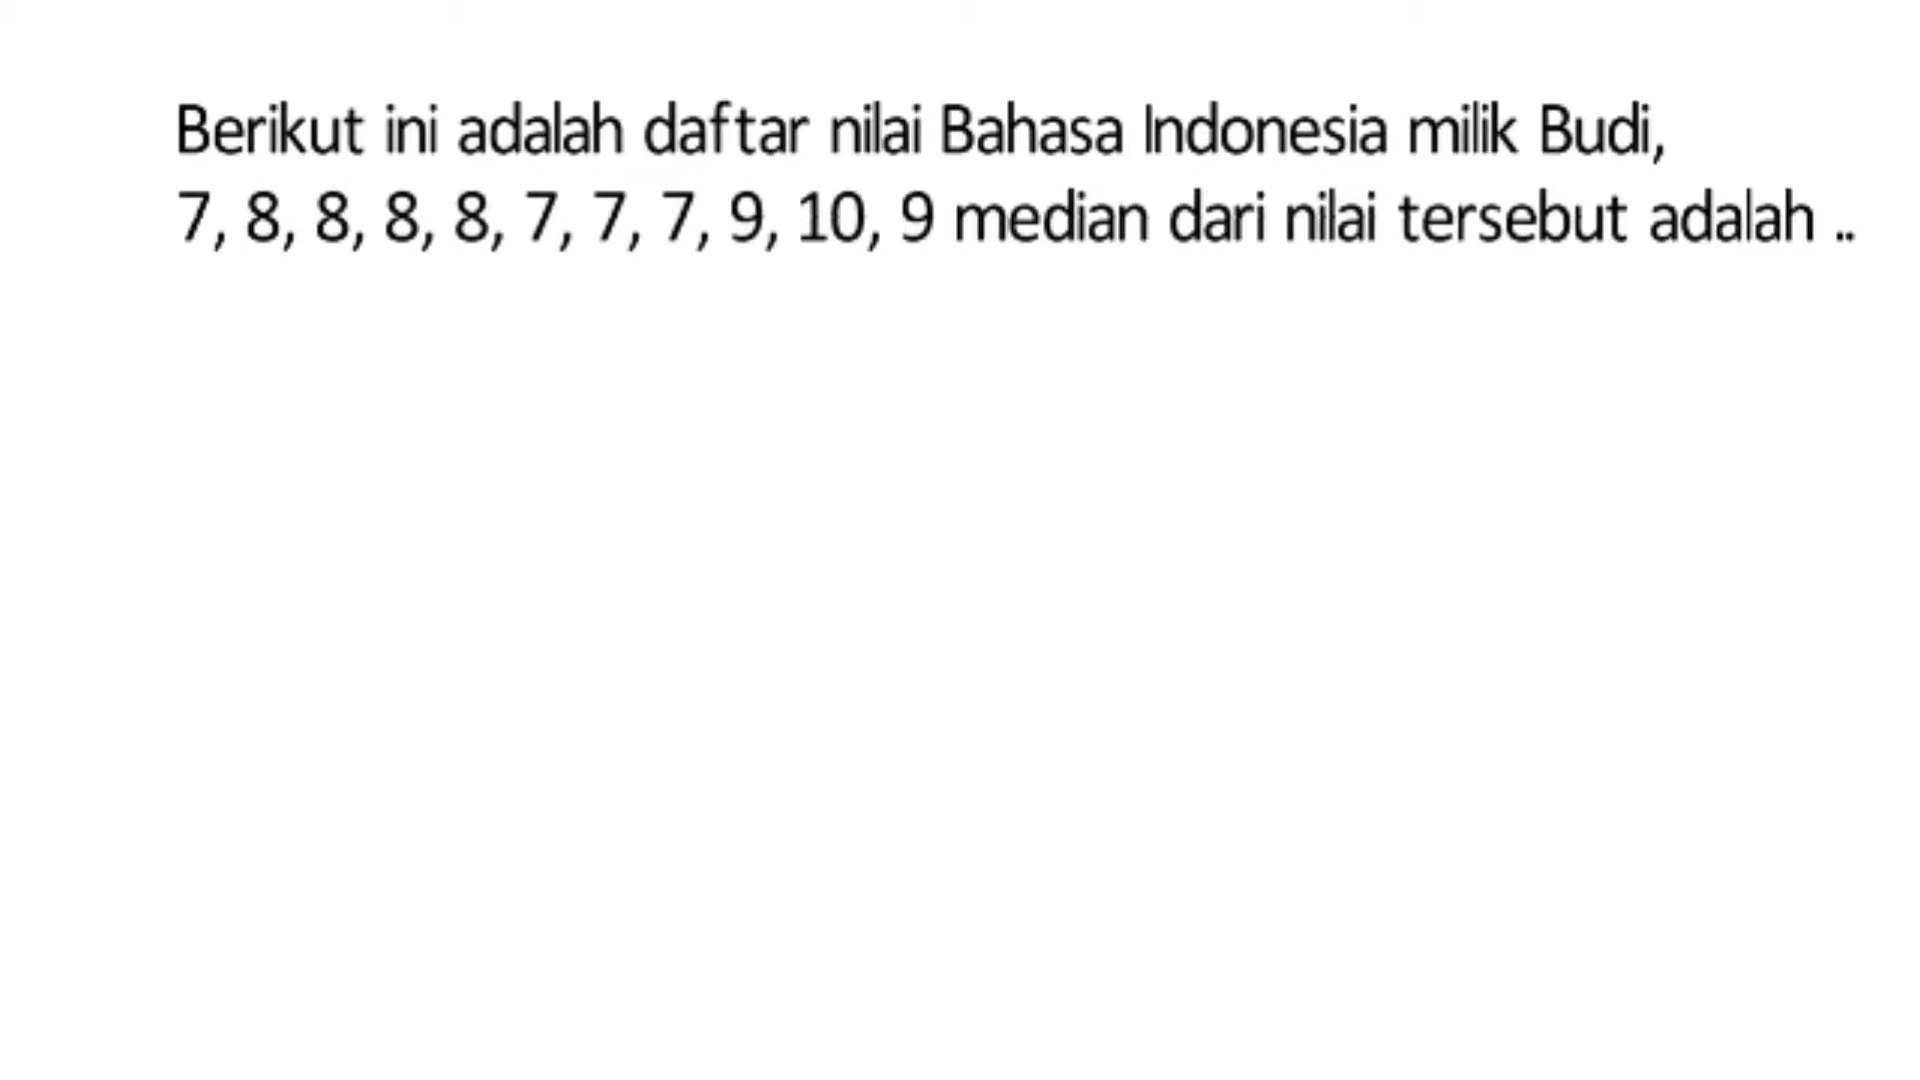 Berikut ini adalah daftar nilai Bahasa Indonesia milik Budi,
7, 8, 8, 8, 8, 7, 7, 7, 9, 10, 9 median dari nilai tersebut adalah ..